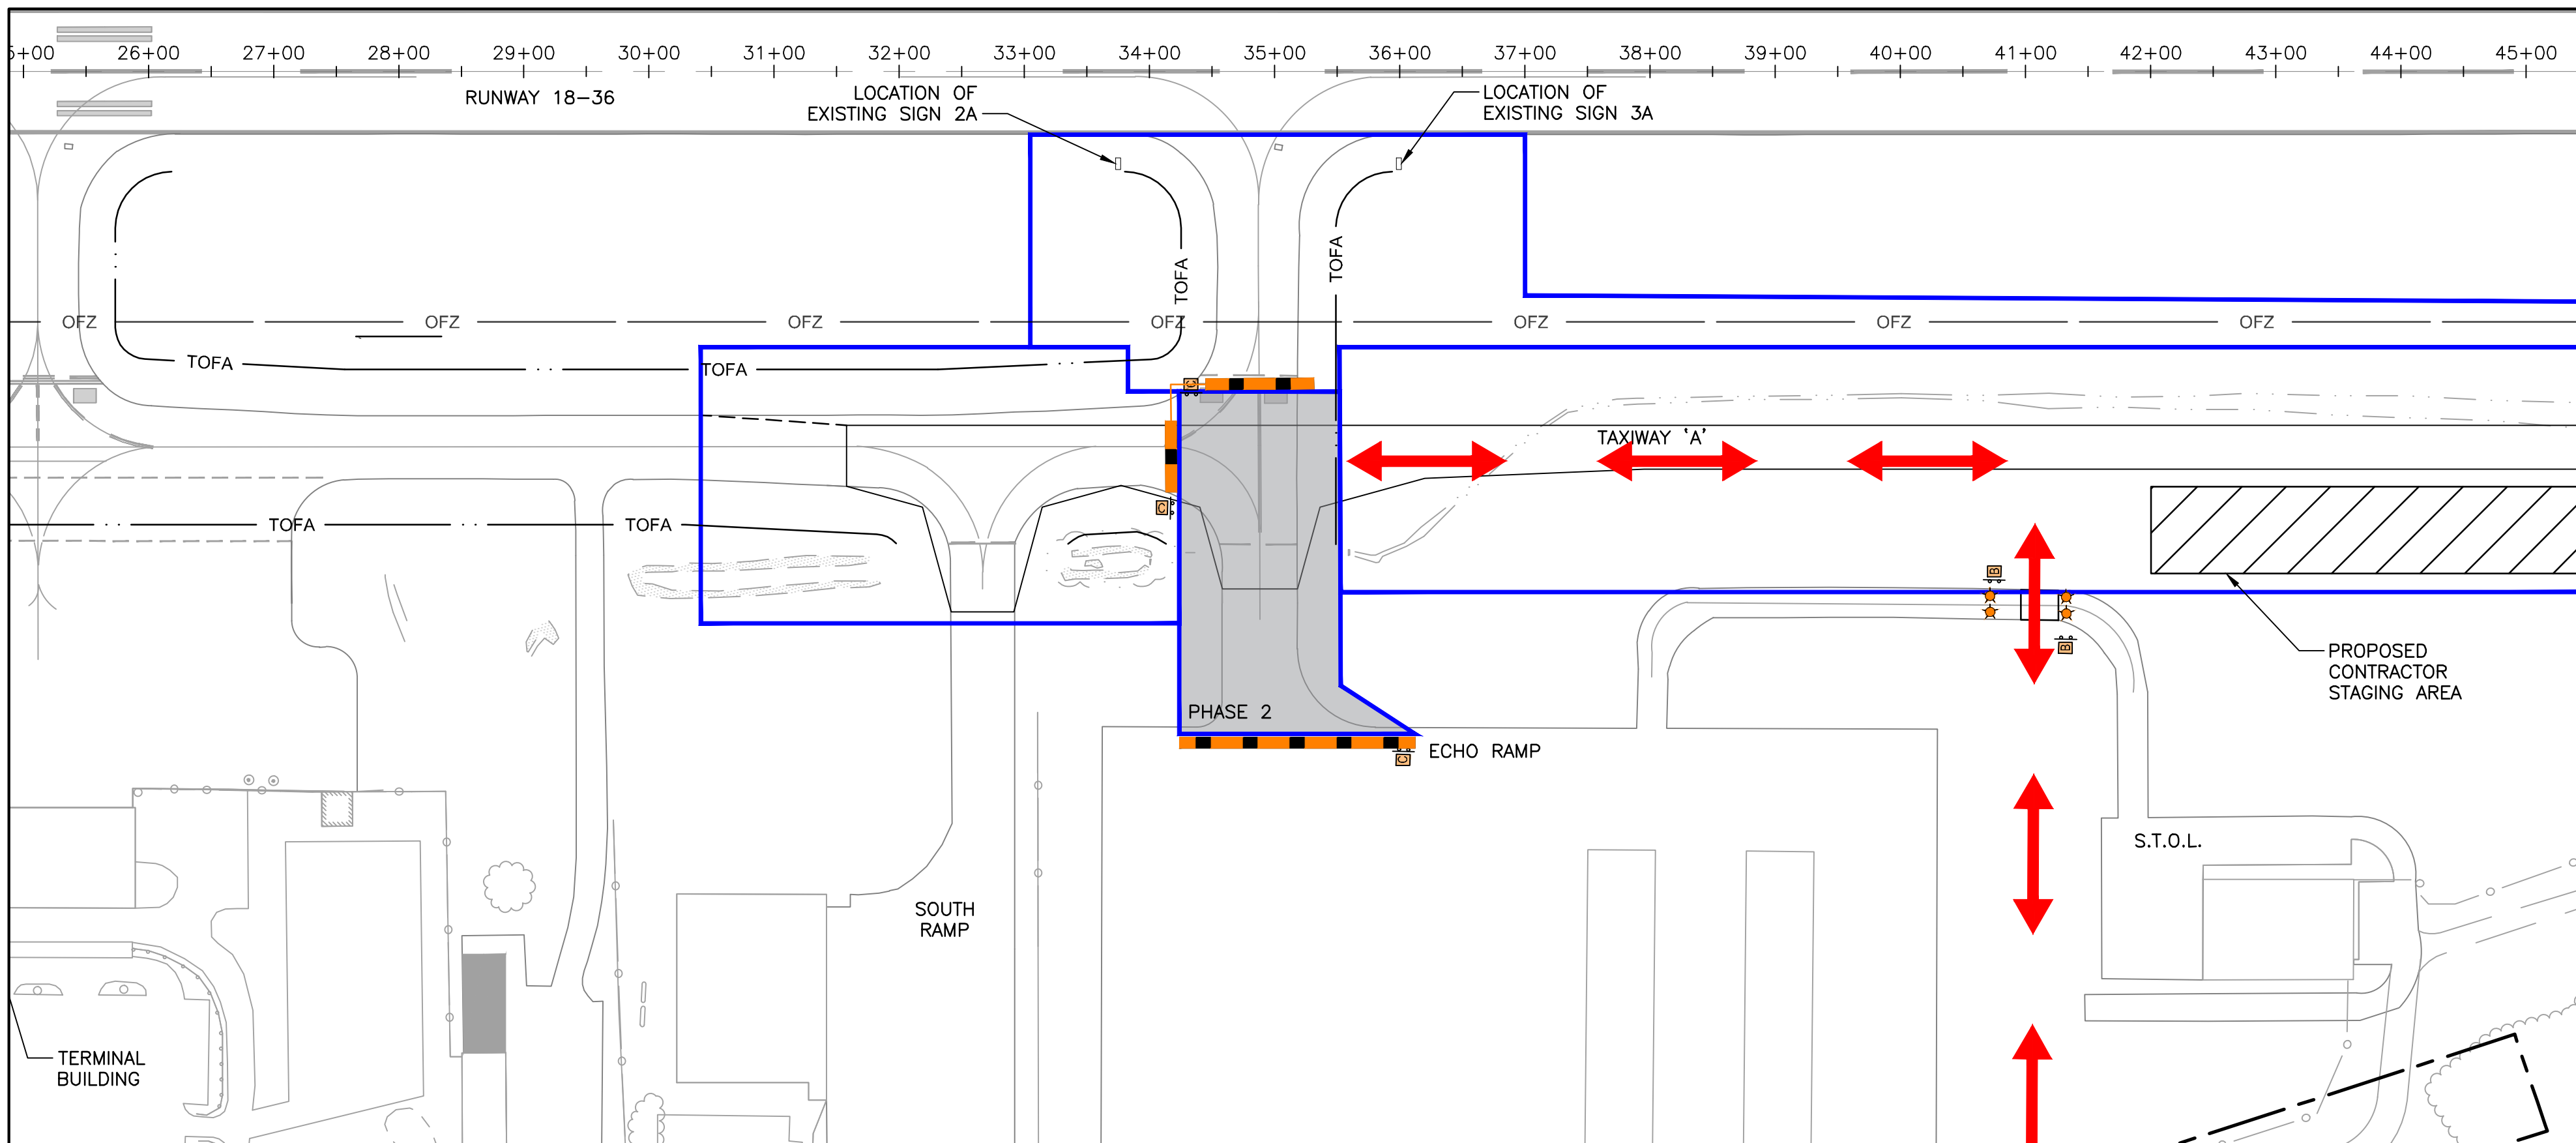 5+00 26+00 27+00 28+00 29+00 30+00 31+00 32+00 33+00 34+00 35+00 36+00 37+00 38+00 39+00 40+00 41+00 42+00 43+00 44+00 45+00
RUNWAY 18-36
LOCATION OF
EXISTING SIGN 2A
LOCATION OF
EXISTING SIGN 3A
TOFA
TOFA
OFZ OFZ OFZ OFZ OFZ OFZ OFZ
TOFA
TOFA
C
TAXIWAY 'A'
C
TOFA
TOFA
B
B
PROPOSED
CONTRACTOR
STAGING AREA
PHASE 2
ECHO RAMP
C
S.T.O.L.
SOUTH
RAMP
TERMINAL
BUILDING